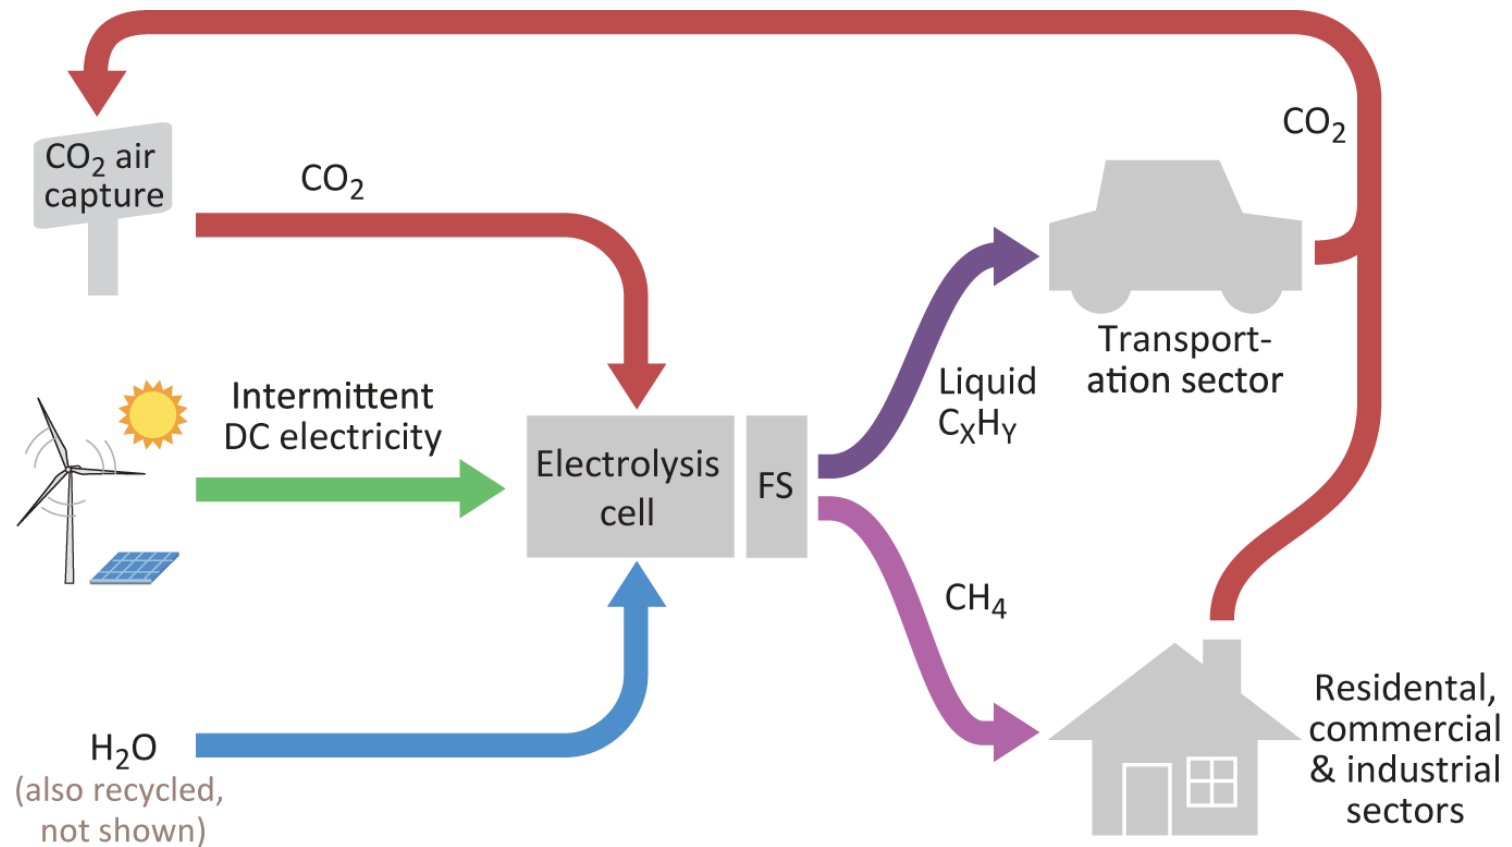 CO₂
CO₂ air
capture
CO₂
Transport-
ation sector
Intermittent
DC electricity
Liquid
CₓHY
Electrolysis
cell
FS
CH₄
H₂O
(also recycled,
not shown)
Residental,
commercial
& industrial
sectors